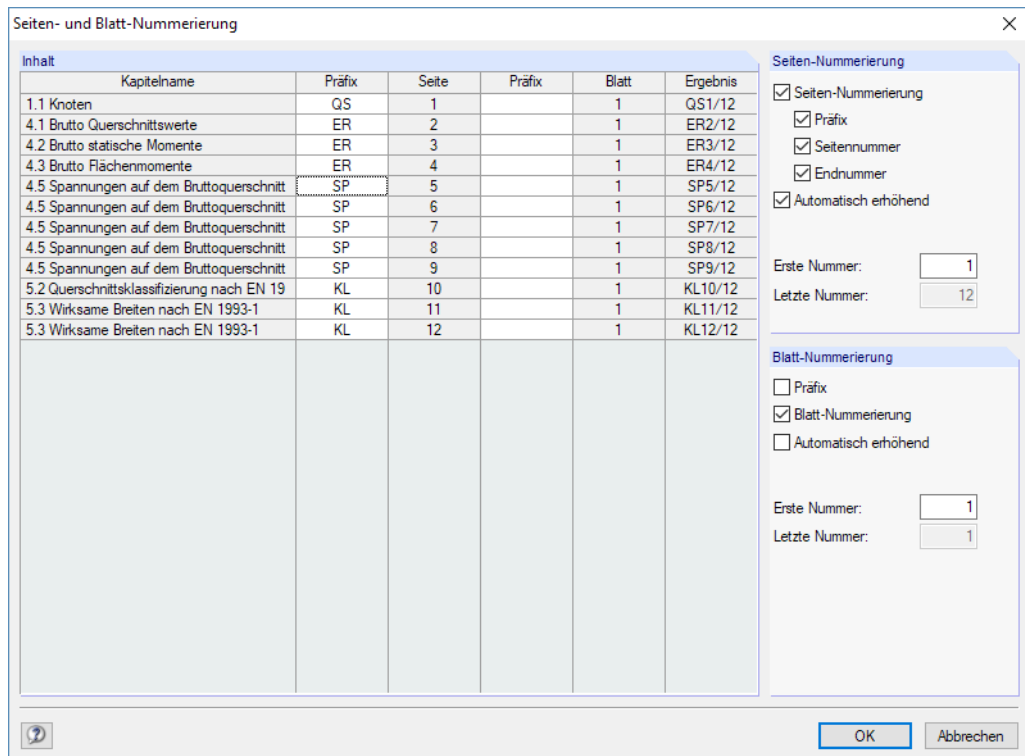 Seiten- und Blatt-Nummerierung
Inhalt
Kapitelname Präfix Seite Präfix Blatt Ergebnis
1.1 Knoten QS 1 1 QS1/12
4.1 Brutto Querschnittswerte ER 2 1 ER2/12
4.2 Brutto statische Momente ER 3 1 ER3/12
4.3 Brutto Flächenmomente ER 4 1 ER4/12
4.5 Spannungen auf dem Bruttoquerschnitt SP 5 1 SP5/12
4.5 Spannungen auf dem Bruttoquerschnitt SP 6 1 SP6/12
4.5 Spannungen auf dem Bruttoquerschnitt SP 7 1 SP7/12
4.5 Spannungen auf dem Bruttoquerschnitt SP 8 1 SP8/12
4.5 Spannungen auf dem Bruttoquerschnitt SP 9 1 SP9/12
5.2 Querschnittsklassifizierung nach EN 19 KL 10 1 KL10/12
5.3 Wirksame Breiten nach EN 1993-1 KL 11 1 KL11/12
5.3 Wirksame Breiten nach EN 1993-1 KL 12 1 KL12/12
Seiten-Nummerierung
Seiten-Nummerierung
Präfix
Seitennummer
Endnummer
Automatisch erhöhend
Erste Nummer: 1
Letzte Nummer: 12
Blatt-Nummerierung
Präfix
Blatt-Nummerierung
Automatisch erhöhend
Erste Nummer: 1
Letzte Nummer: 1
OK Abbrechen